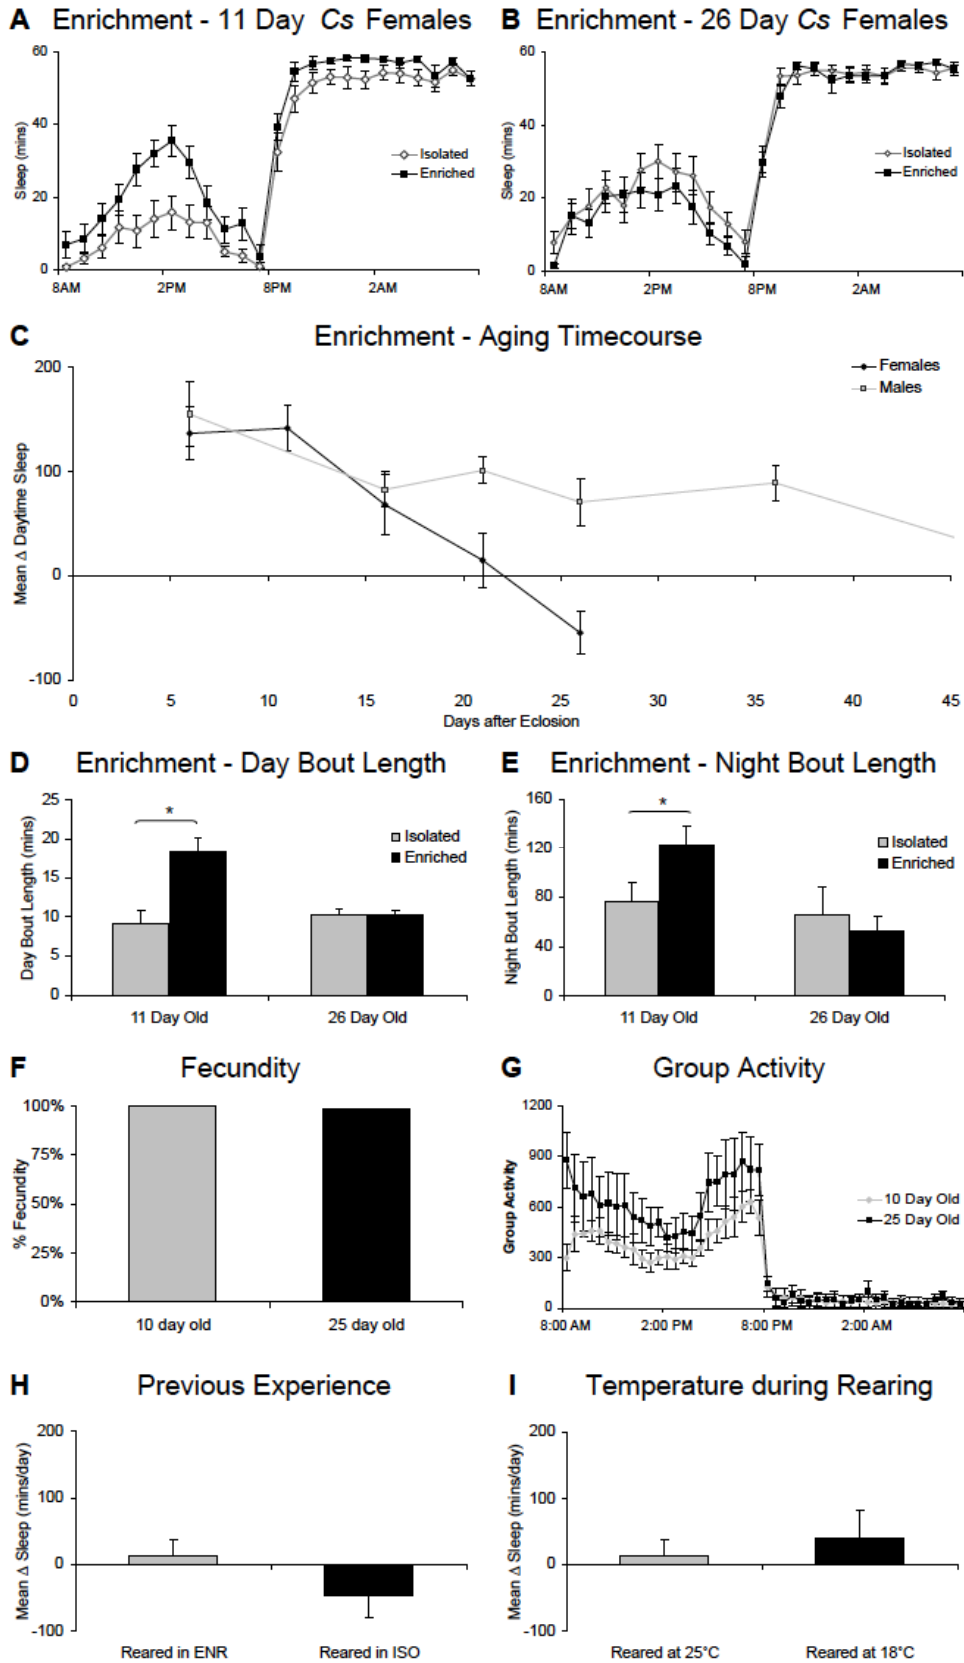 A Enrichment - 11 Day Cs Females
60
40
20
0
Sleep (mins)
Isolated
Enriched
8AM 2PM 8PM 2AM
B Enrichment - 26 Day Cs Females
60
40
20
0
Sleep (mins)
Isolated
Enriched
8AM 2PM 8PM 2AM
C Enrichment - Aging Timecourse
200
100
0
-100
Mean Δ Daytime Sleep
Females
Males
0 5 10 15 20 25 30 35 40 45
Days after Eclosion
D Enrichment - Day Bout Length
25
20
15
10
5
0
Day Bout Length (mins)
*
Isolated
Enriched
11 Day Old 26 Day Old
E Enrichment - Night Bout Length
160
120
80
40
0
Night Bout Length (mins)
*
Isolated
Enriched
11 Day Old 26 Day Old
F Fecundity
100%
75%
50%
25%
0%
% Fecundity
10 day old 25 day old
G Group Activity
1200
900
600
300
0
Group Activity
10 Day Old
25 Day Old
8:00 AM 2:00 PM 8:00 PM 2:00 AM
H Previous Experience
200
100
0
-100
Mean Δ Sleep (mins/day)
Reared in ENR Reared in ISO
I Temperature during Rearing
200
100
0
-100
Mean Δ Sleep (mins/day)
Reared at 25°C Reared at 18°C